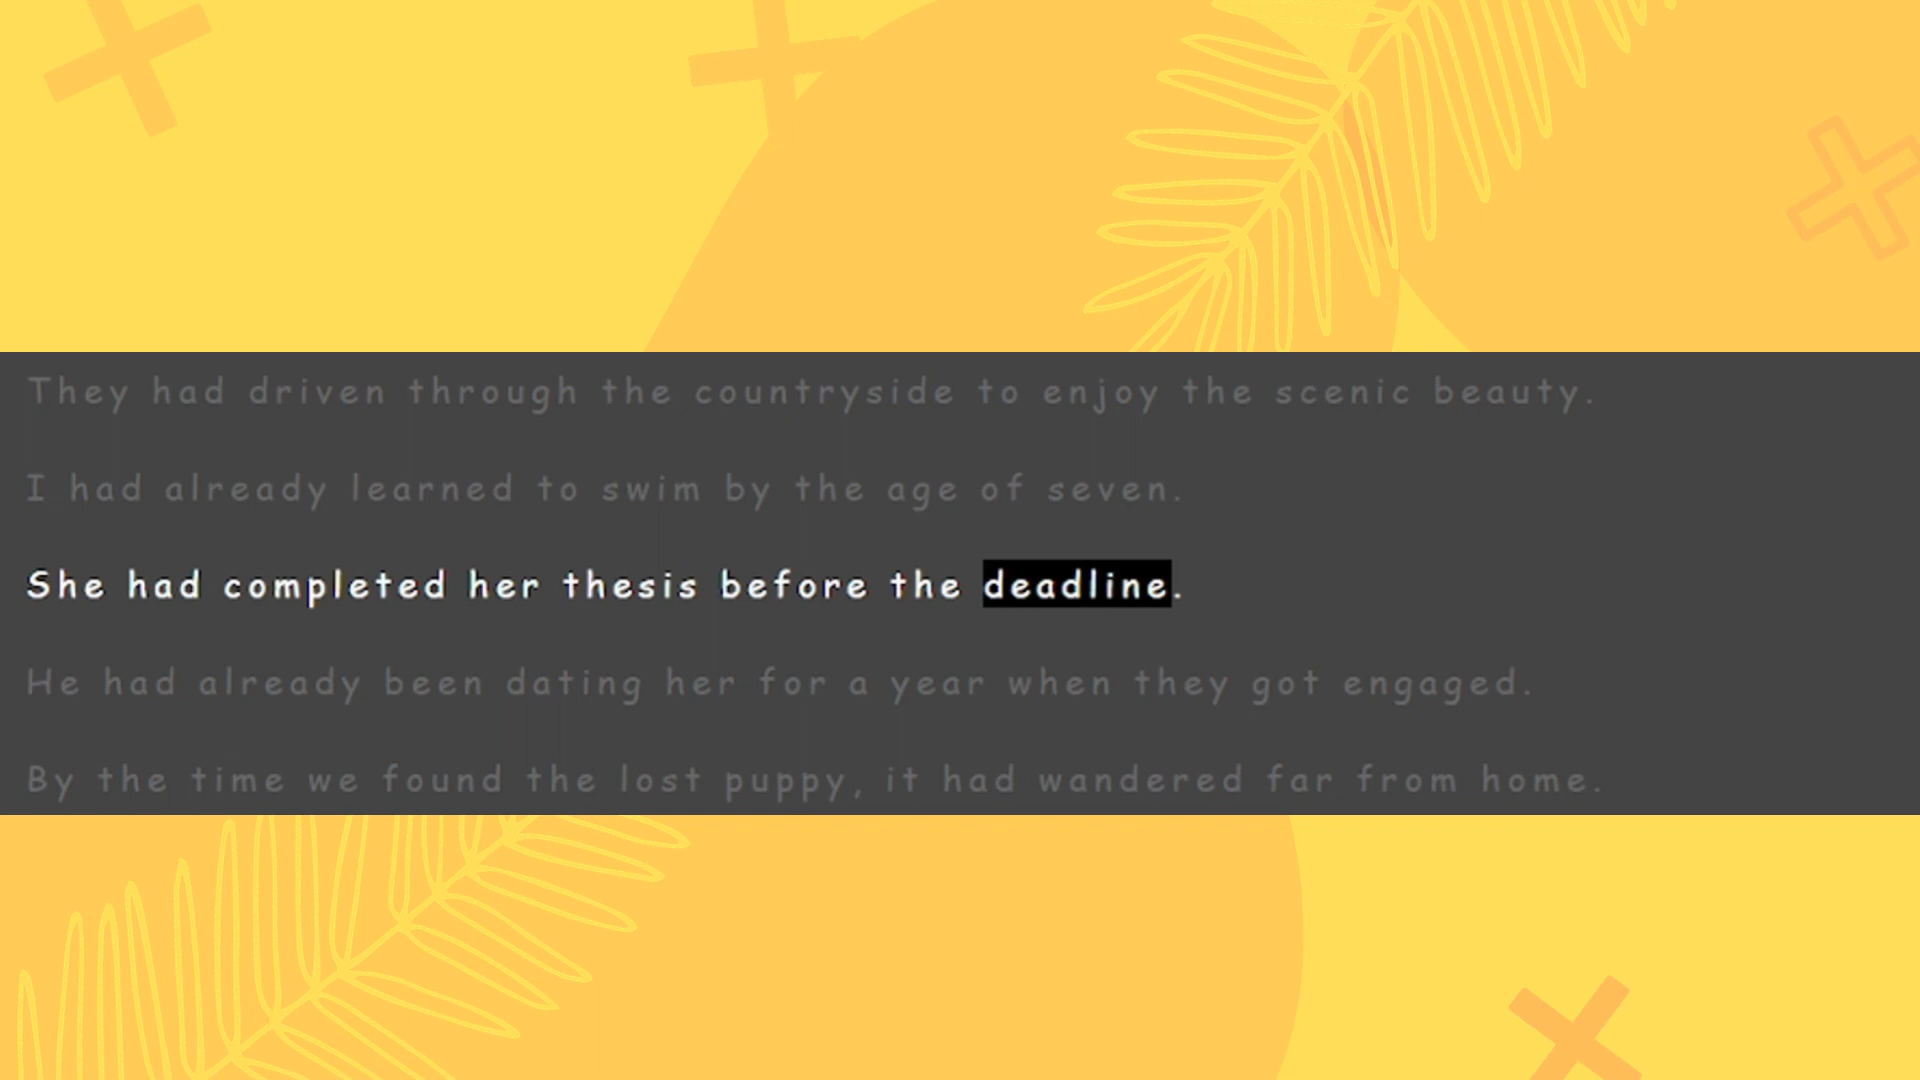 They had driven through the countryside to enjoy the scenic beauty.
I had already learned to swim by the age of seven.
She had completed her thesis before the deadline.
He had already been dating her for a year when they got engaged.
By the time we found the lost puppy, it had wandered far from home.